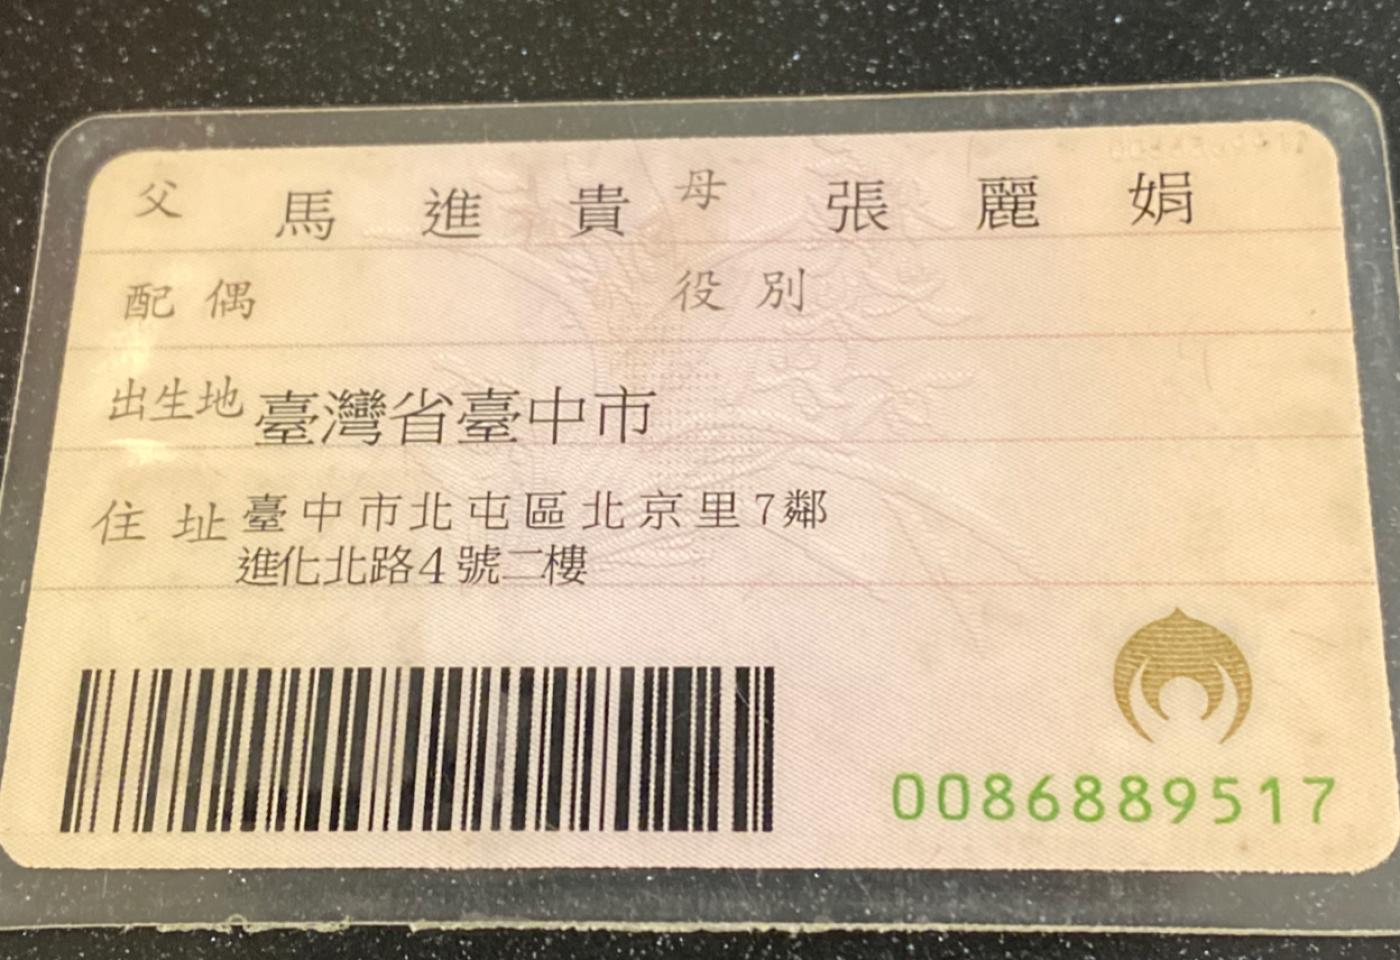 父 馬進貴 母 張麗娟
配偶 役別
出生地 臺灣省臺中市
住址 臺中市北屯區北京里7鄰
進化北路4號二樓
0086889517